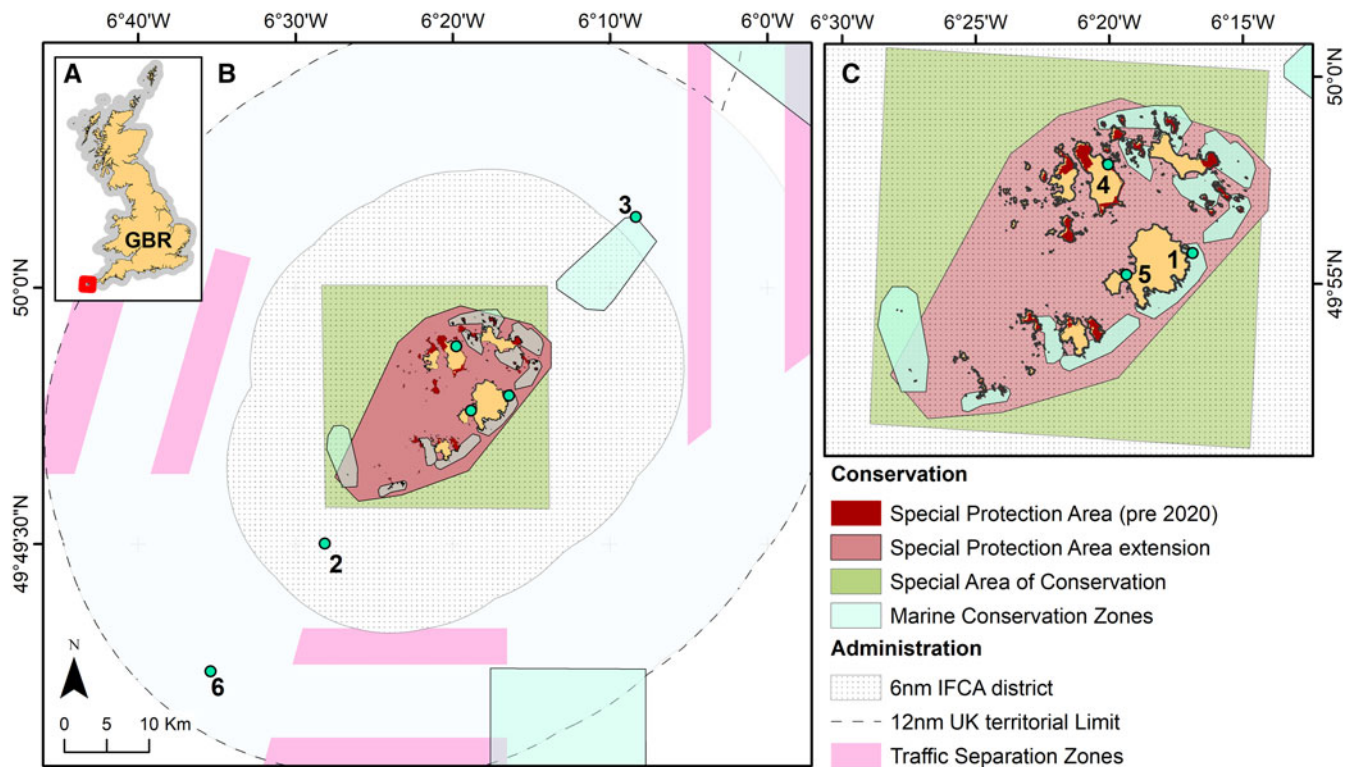 6°40'W 6°30'W 6°20'W 6°10'W 6°0'W
6°30'W 6°25'W 6°20'W 6°15'W
A
B
C
GBR
50°0'N
49°49'30"N
50°0'N
49°55'N
3
2
6
4
1
5
N
0 5 10 Km
Conservation
Special Protection Area (pre 2020)
Special Protection Area extension
Special Area of Conservation
Marine Conservation Zones
Administration
6nm IFCA district
12nm UK territorial Limit
Traffic Separation Zones